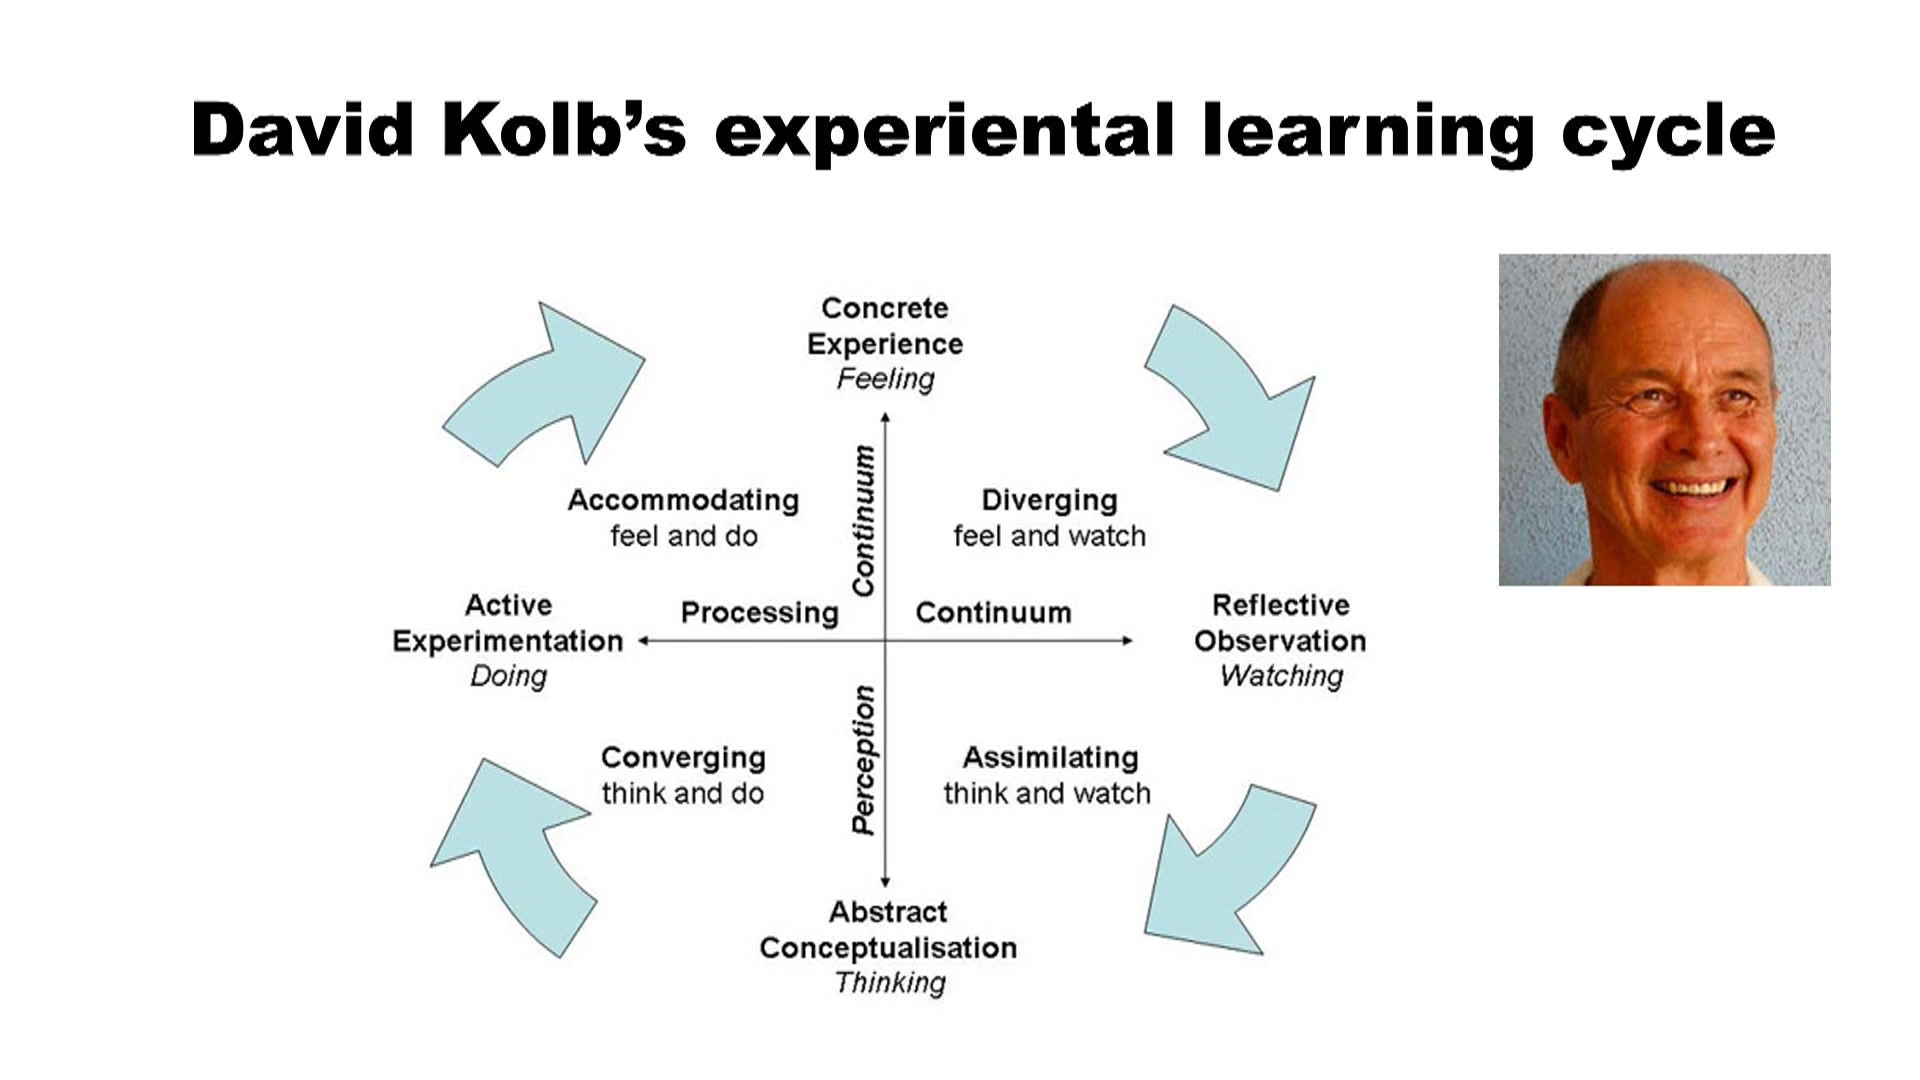 David Kolb’s experiental learning cycle
Concrete
Experience
Feeling
Accommodating
feel and do
Continuum
Diverging
feel and watch
Active
Experimentation
Doing
Processing
Continuum
Reflective
Observation
Watching
Converging
think and do
Perception
Assimilating
think and watch
Abstract
Conceptualisation
Thinking